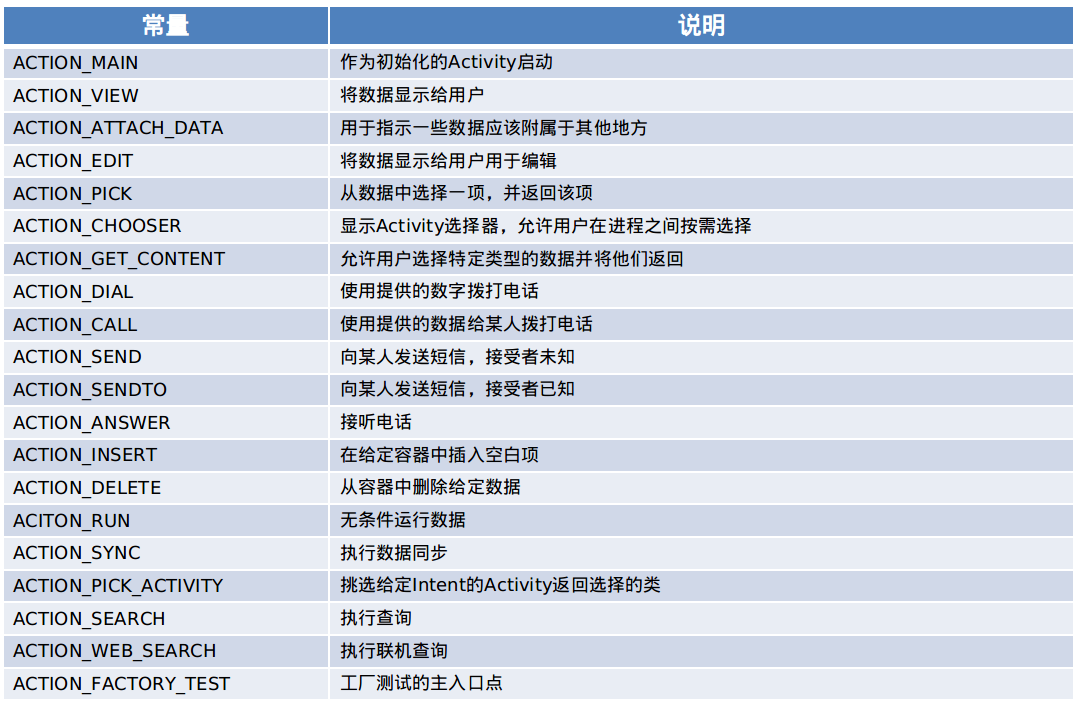 常量 说明
ACTION_MAIN 作为初始化的Activity启动
ACTION_VIEW 将数据显示给用户
ACTION_ATTACH_DATA 用于指示一些数据应该附属于其他地方
ACTION_EDIT 将数据显示给用户用于编辑
ACTION_PICK 从数据中选择一项，并返回该项
ACTION_CHOOSER 显示Activity选择器，允许用户在进程之间按需选择
ACTION_GET_CONTENT 允许用户选择特定类型的数据并将他们返回
ACTION_DIAL 使用提供的数字拨打电话
ACTION_CALL 使用提供的数据给某人拨打电话
ACTION_SEND 向某人发送短信，接受者未知
ACTION_SENDTO 向某人发送短信，接受者已知
ACTION_ANSWER 接听电话
ACTION_INSERT 在给定容器中插入空白项
ACTION_DELETE 从容器中删除给定数据
ACITON_RUN 无条件运行数据
ACTION_SYNC 执行数据同步
ACTION_PICK_ACTIVITY 挑选给定Intent的Activity返回选择的类
ACTION_SEARCH 执行查询
ACTION_WEB_SEARCH 执行联机查询
ACTION_FACTORY_TEST 工厂测试的主入口点